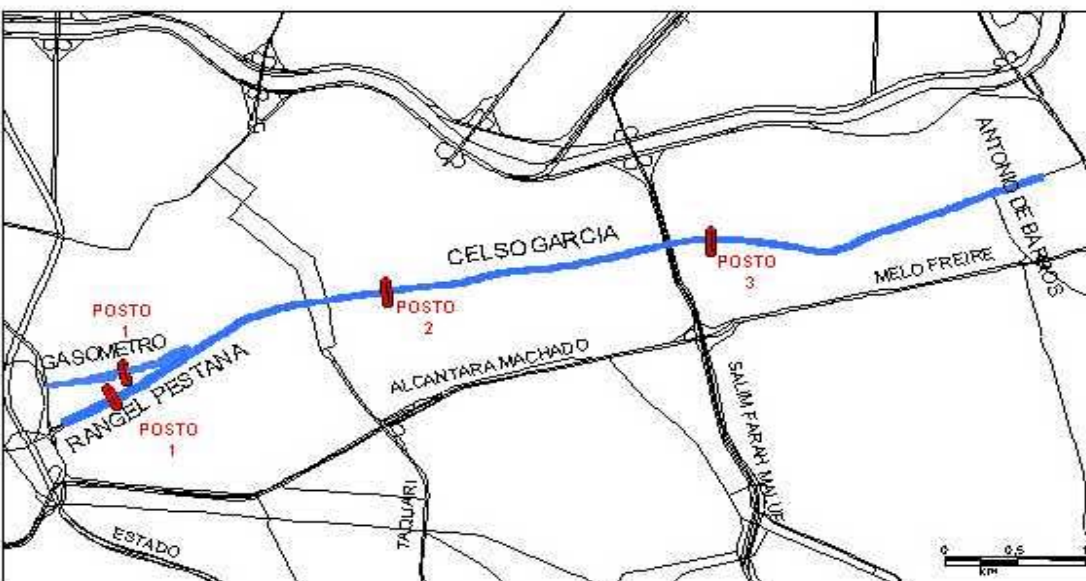 ANTONIO DE BARROS
CELSO GARCIA
POSTO
3
MELO FREIRE
POSTO
2
POSTO
1
GASOMETRO
RANGEL PESTANA
ALCANTARA MACHADO
POSTO
1
SALIM FARAH MALUF
TAQUARI
ESTADO
0 0,5
KM